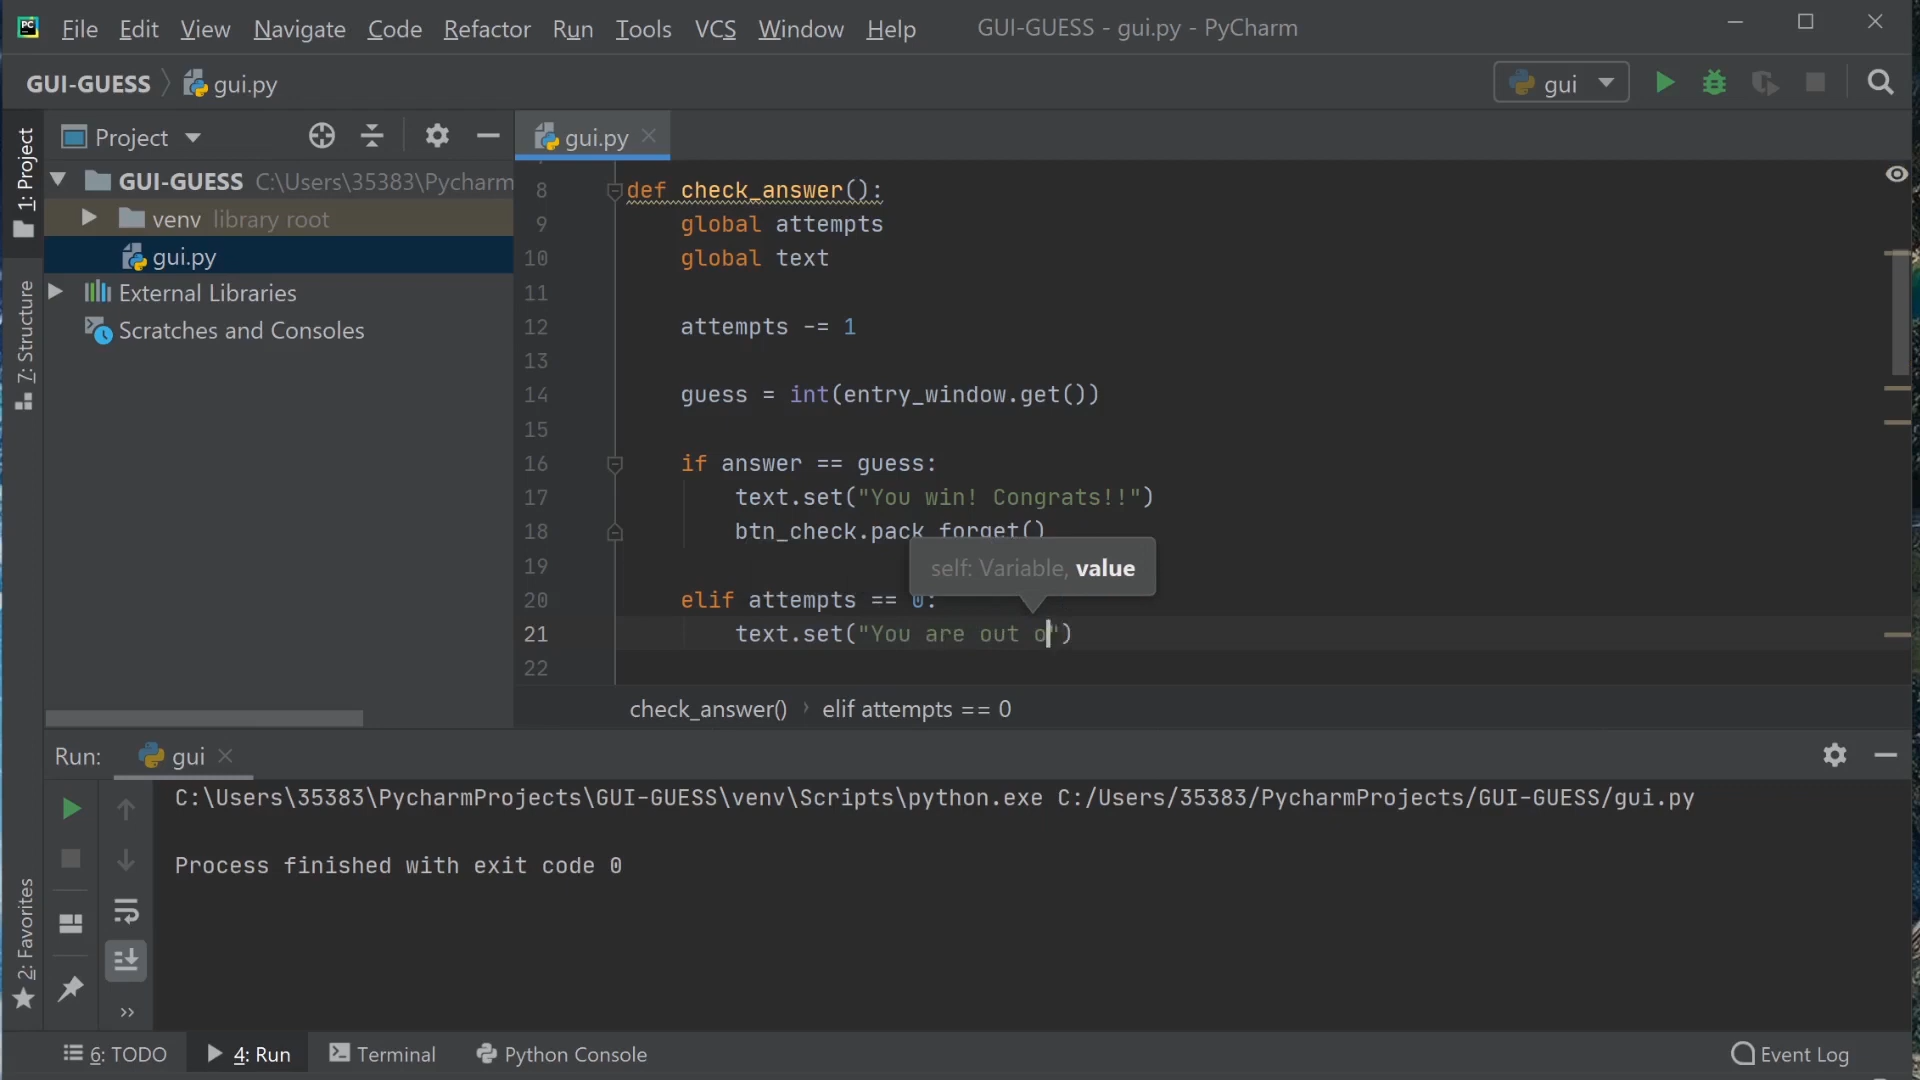 PC File Edit View Navigate Code Refactor Run Tools VCS Window Help GUI-GUESS - gui.py - PyCharm
GUI-GUESS gui.py gui
1: Project
7: Structure
2: Favorites
Project
GUI-GUESS C:\Users\35383\Pycharm
venv library root
gui.py
External Libraries
Scratches and Consoles
gui.py
8 def check_answer():
9 global attempts
10 global text
11
12 attempts -= 1
13
14 guess = int(entry_window.get())
15
16 if answer == guess:
17 text.set("You win! Congrats!!")
18 btn_check.pack_forget()
19
self: Variable, value
20 elif attempts == 0:
21 text.set("You are out o")
22
check_answer() › elif attempts == 0
Run: gui
C:\Users\35383\PycharmProjects\GUI-GUESS\venv\Scripts\python.exe C:/Users/35383/PycharmProjects/GUI-GUESS/gui.py
Process finished with exit code 0
6: TODO 4: Run Terminal Python Console Event Log